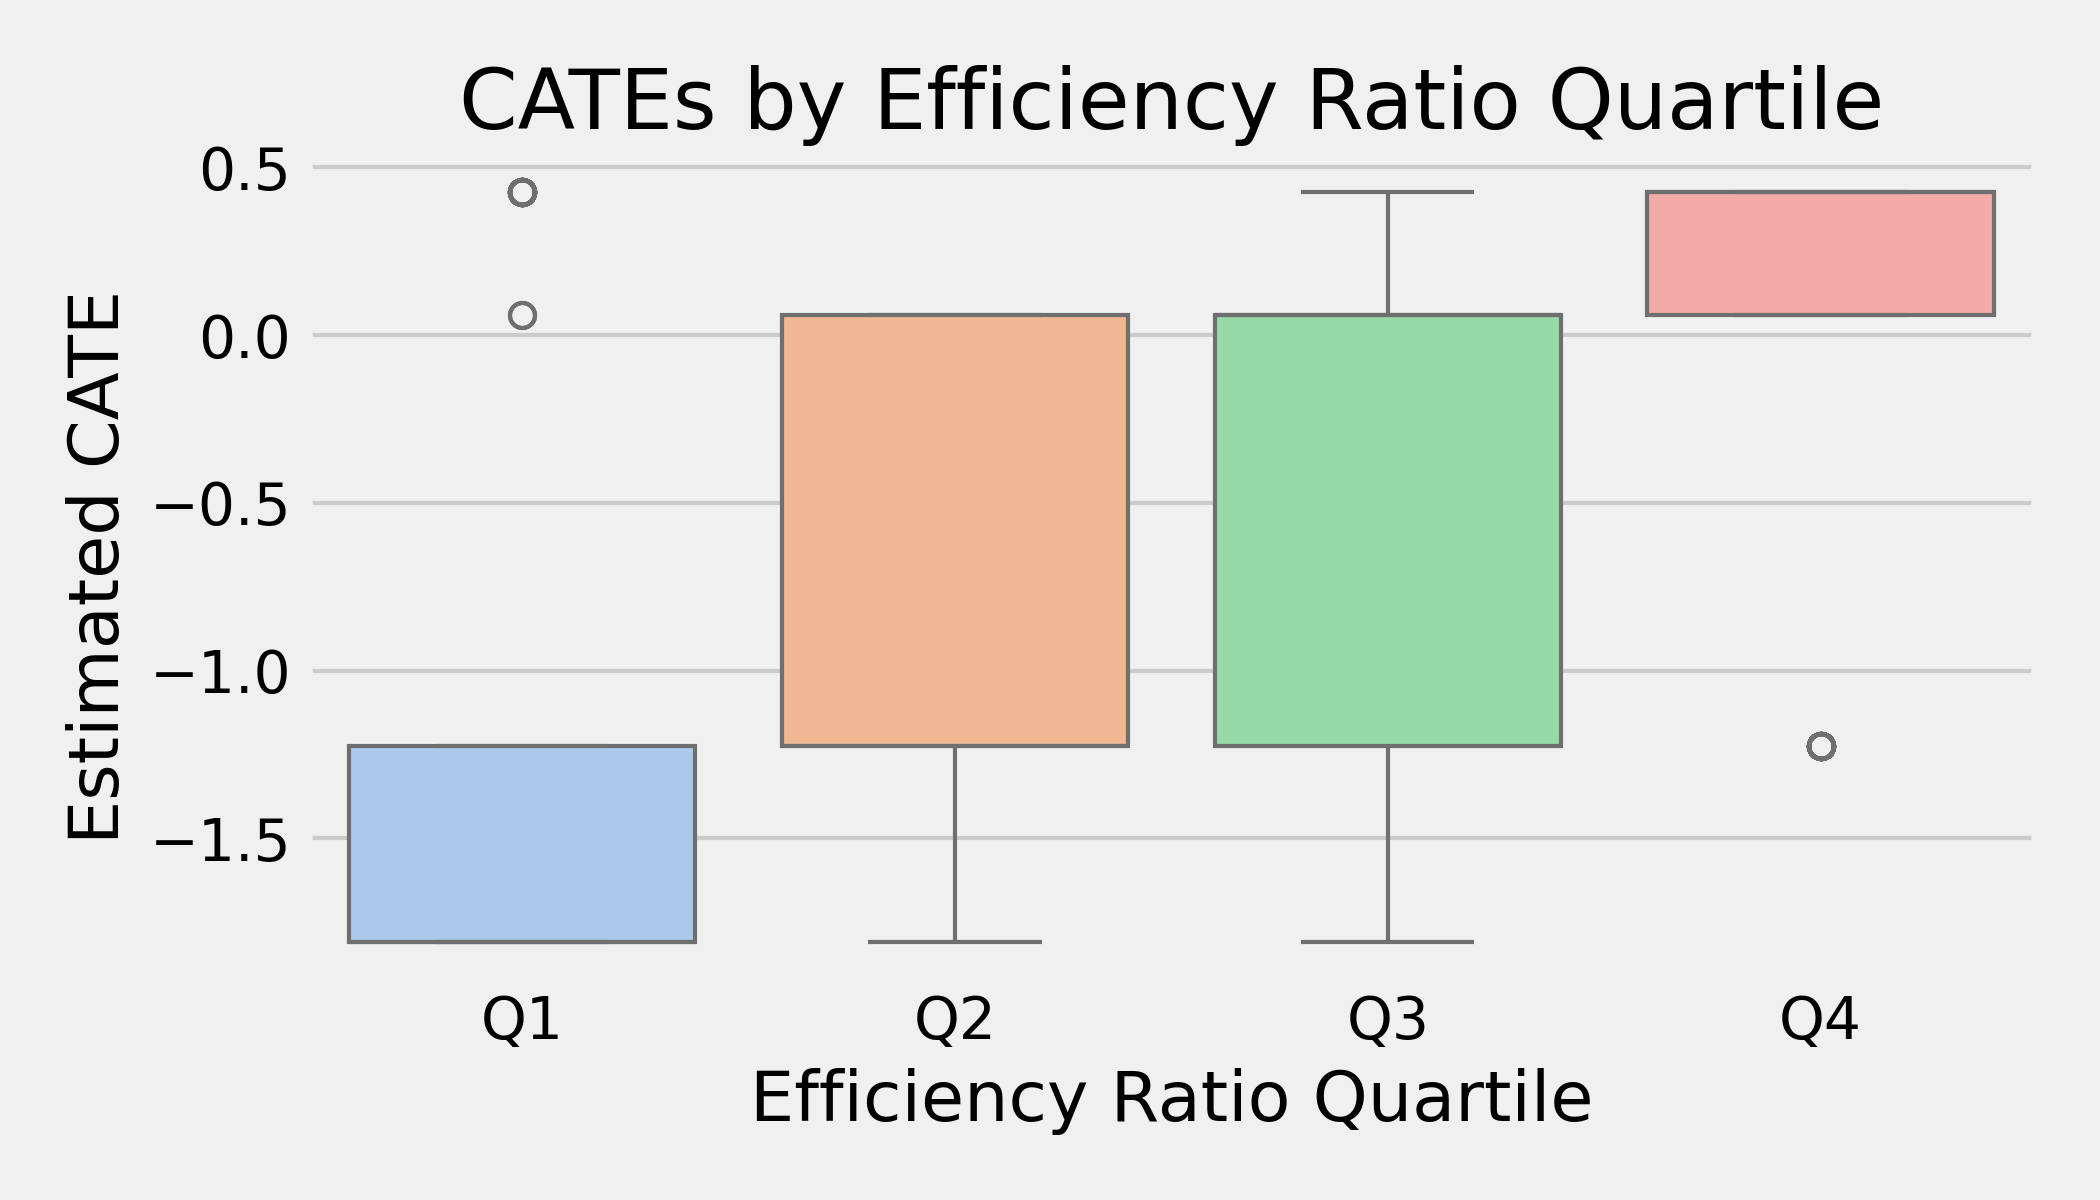 CATEs by Efficiency Ratio Quartile
Estimated CATE
0.5
0.0
−0.5
−1.0
−1.5
Q1 Q2 Q3 Q4
Efficiency Ratio Quartile